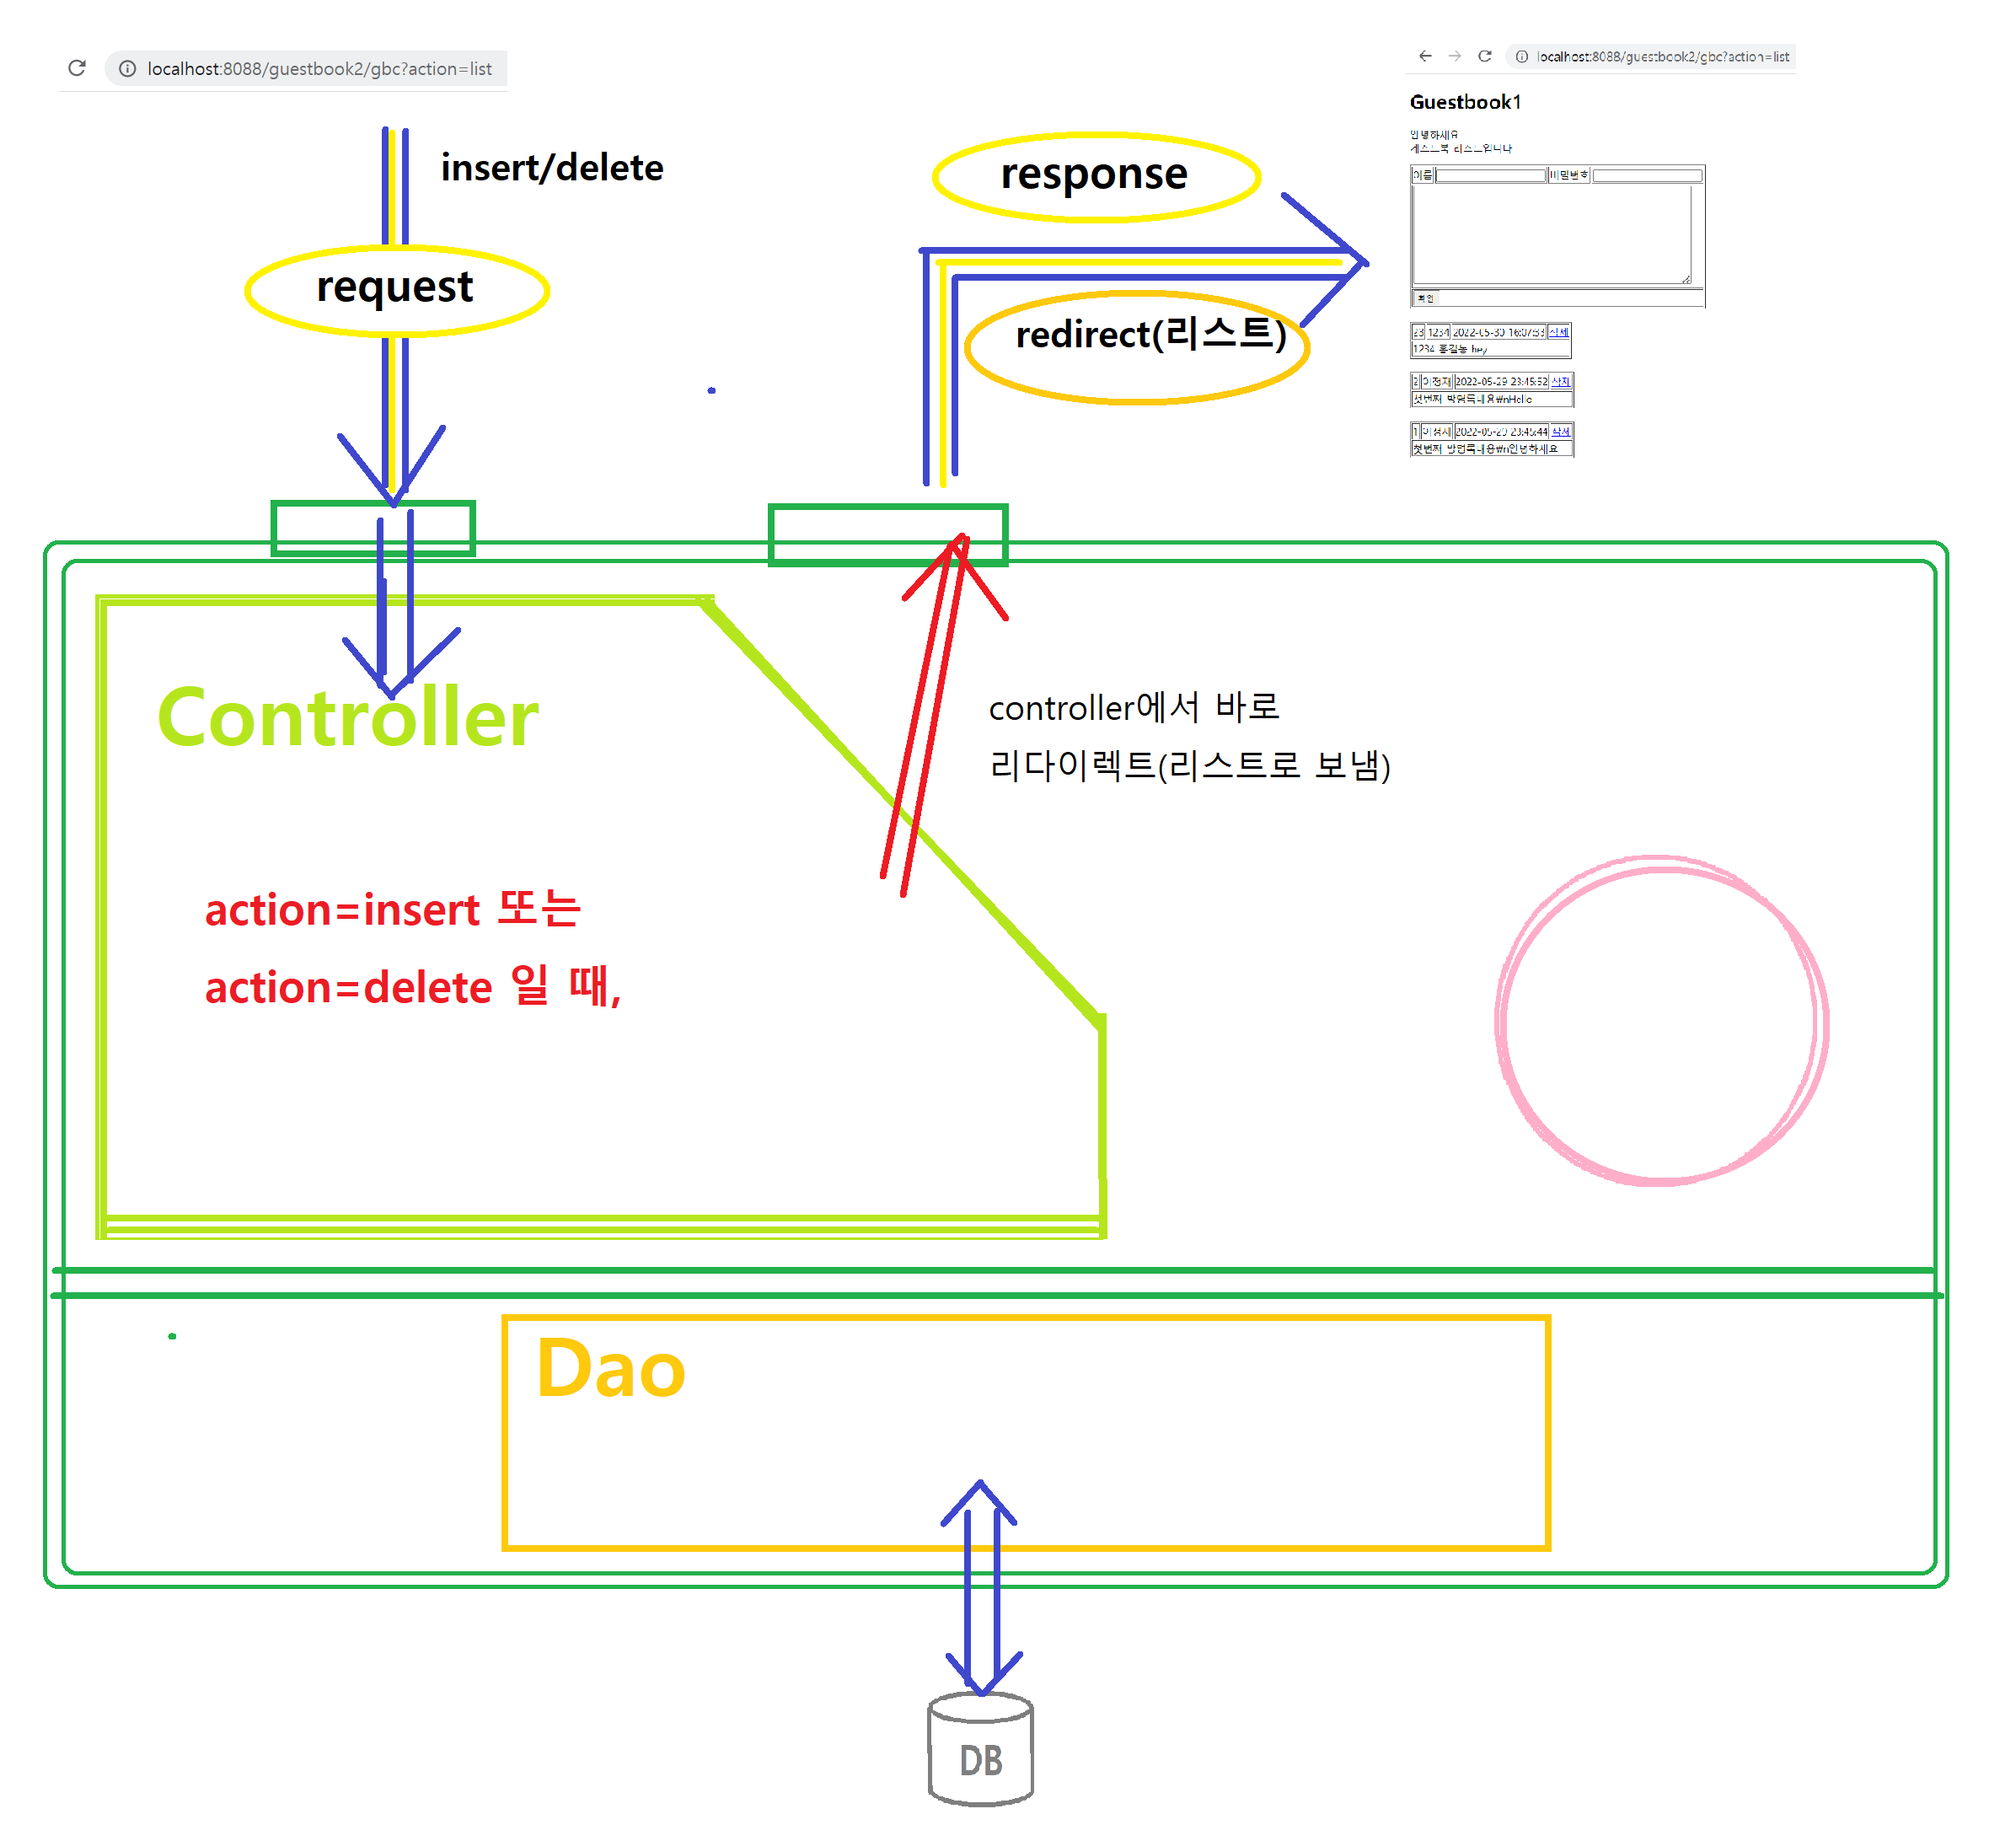 localhost:8088/guestbook2/gbc?action=list
insert/delete
request
response
redirect(리스트)
localhost:8088/guestbook2/gbc?action=list
Guestbook1
안녕하세요
게스트북 리스트입니다
이름 비밀번호
확인
23 1234 2022-05-30 16:07:33 삭제
1234 홍길동 hey
2 이정재 2022-05-29 23:45:52 삭제
첫번째 방명록내용₩nHello
1 이정재 2022-05-29 23:45:44 삭제
첫번째 방명록내용₩n안녕하세요
Controller
controller에서 바로
리다이렉트(리스트로 보냄)
action=insert 또는
action=delete 일 때,
Dao
DB